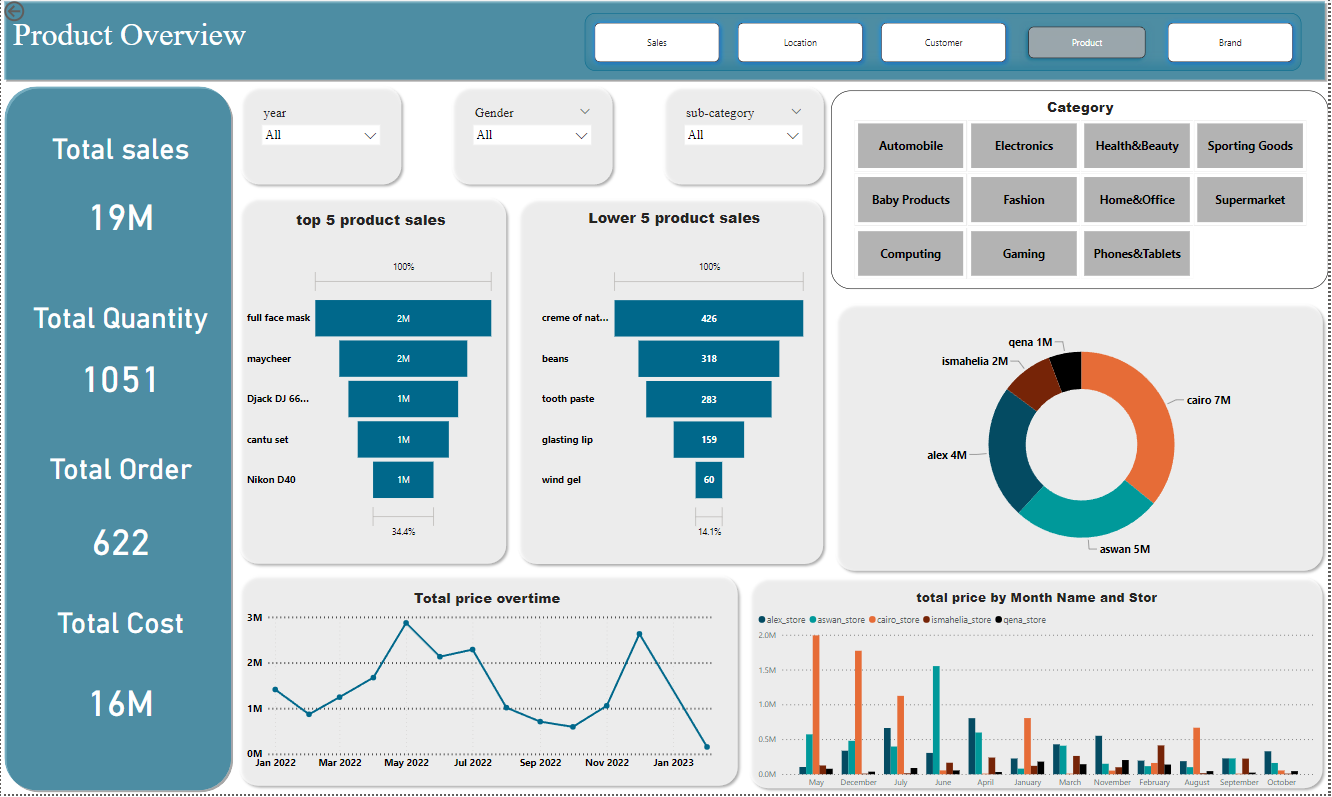 Product Overview
Sales
Location
Customer
Product
Brand
Total sales
19M
Total Quantity
1051
Total Order
622
Total Cost
16M
year
All
Gender
All
sub-category
All
Category
Automobile
Electronics
Health&Beauty
Sporting Goods
Baby Products
Fashion
Home&Office
Supermarket
Computing
Gaming
Phones&Tablets
top 5 product sales
100%
full face mask 2M
maycheer 2M
Djack DJ 66... 1M
cantu set 1M
Nikon D40 1M
34.4%
Lower 5 product sales
100%
creme of nat... 426
beans 318
tooth paste 283
glasting lip 159
wind gel 60
14.1%
qena 1M
ismahelia 2M
cairo 7M
alex 4M
aswan 5M
Total price overtime
3M
2M
1M
0M
Jan 2022 Mar 2022 May 2022 Jul 2022 Sep 2022 Nov 2022 Jan 2023
total price by Month Name and Stor
alex_store aswan_store cairo_store ismahelia_store qena_store
2.0M
1.5M
1.0M
0.5M
0.0M
May December July June April January March November February August September October